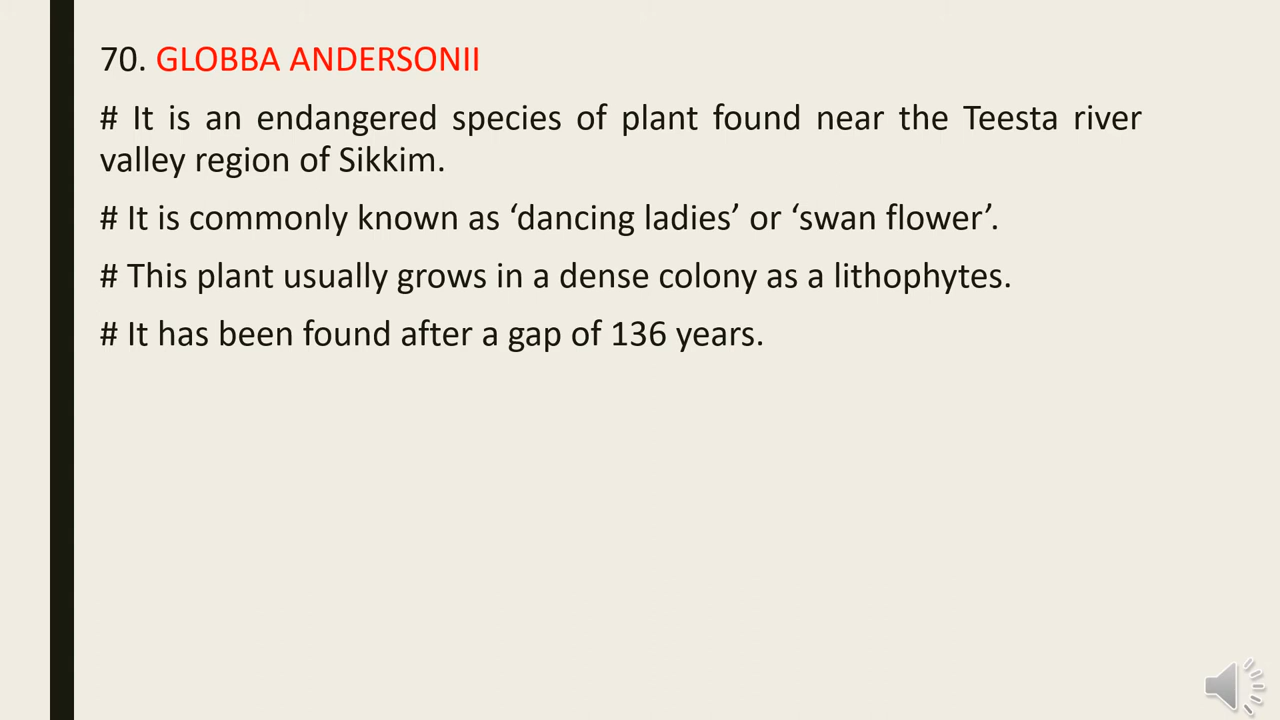 70. GLOBBA ANDERSONII
# It is an endangered species of plant found near the Teesta river
valley region of Sikkim.
# It is commonly known as ‘dancing ladies’ or ‘swan flower’.
# This plant usually grows in a dense colony as a lithophytes.
# It has been found after a gap of 136 years.